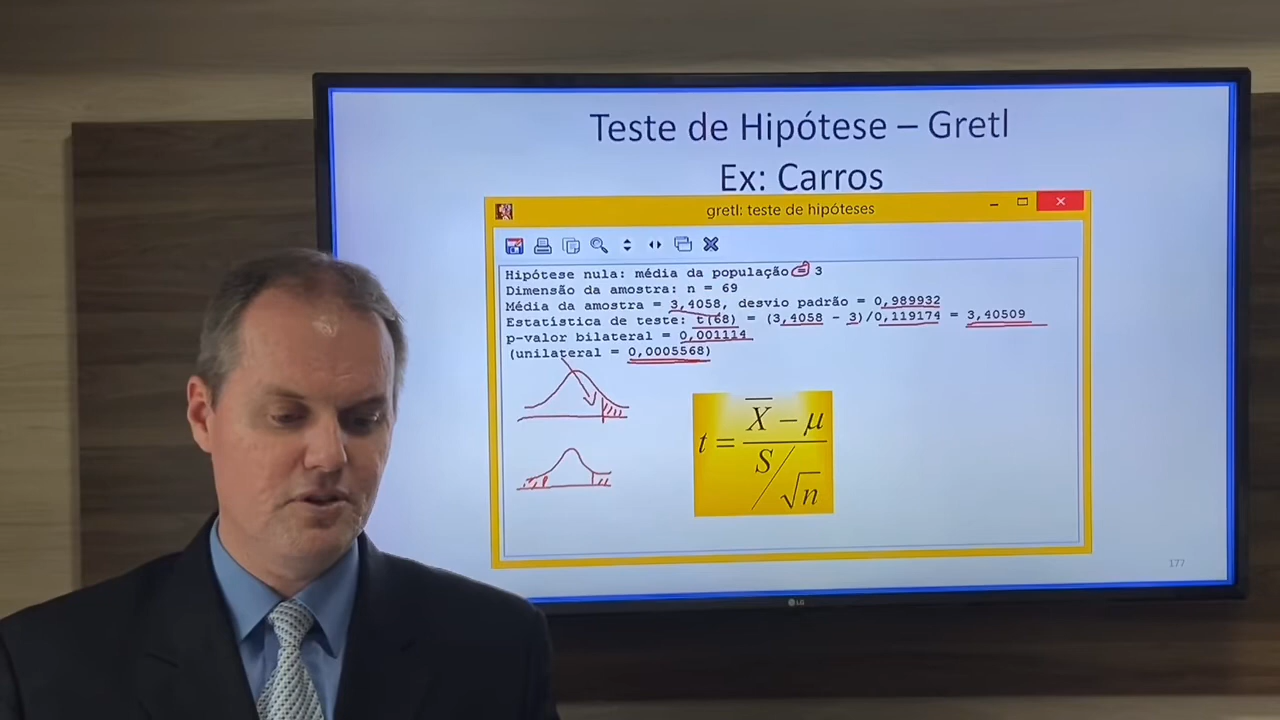 Teste de Hipótese – Gretl
Ex: Carros
gretl: teste de hipóteses
Hipótese nula: média da população = 3
Dimensão da amostra: n = 69
Média da amostra = 3,4058, desvio padrão = 0,989932
Estatística de teste: t(68) = (3,4058 - 3)/0,119174 = 3,40509
p-valor bilateral = 0,001114
(unilateral = 0,0005568)
t = X̄ − μ / S/√n
177
LG